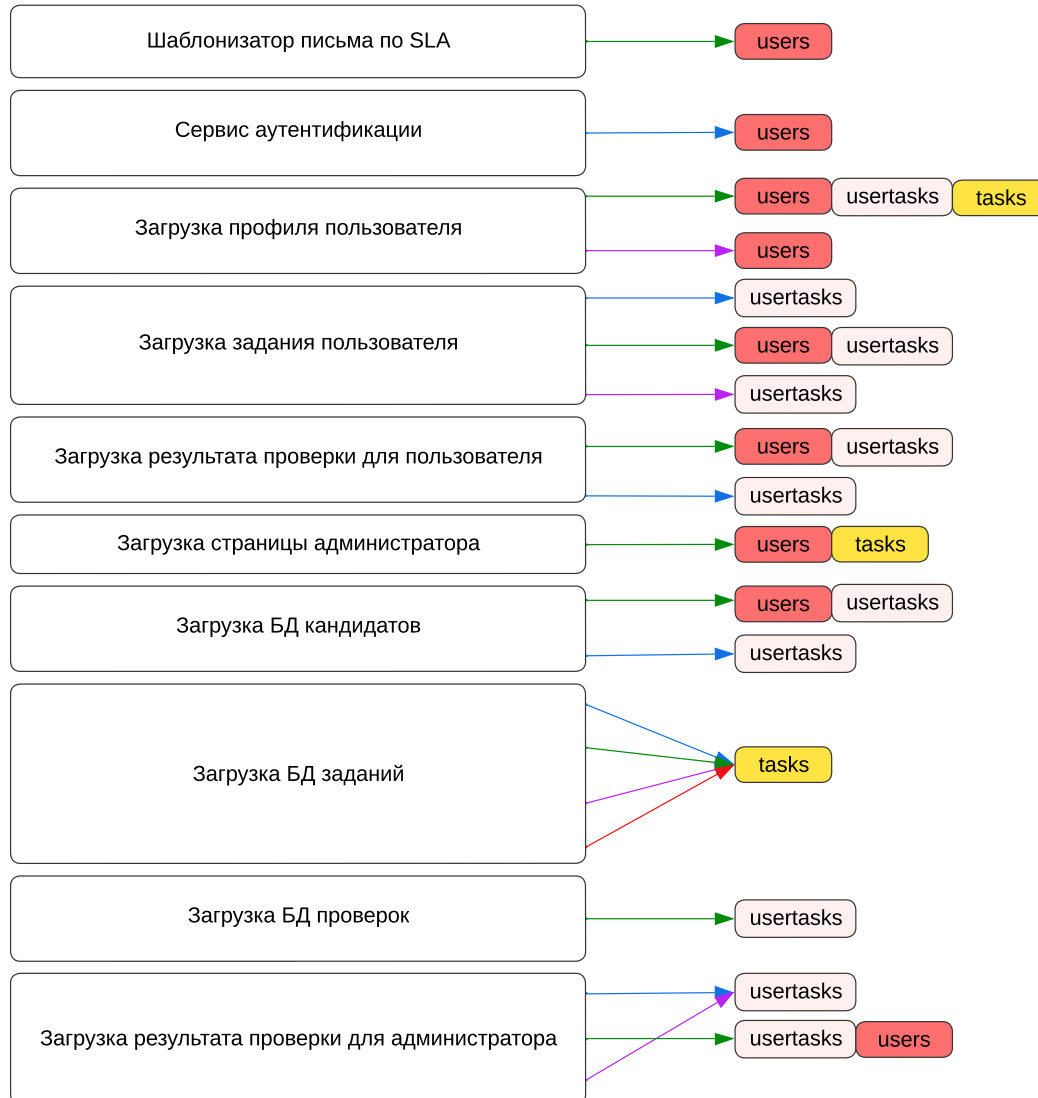 Шаблонизатор письма по SLA
users
Сервис аутентификации
users
Загрузка профиля пользователя
users usertasks tasks
users
Загрузка задания пользователя
usertasks
users usertasks
usertasks
Загрузка результата проверки для пользователя
users usertasks
usertasks
Загрузка страницы администратора
users tasks
Загрузка БД кандидатов
users usertasks
usertasks
Загрузка БД заданий
tasks
Загрузка БД проверок
usertasks
Загрузка результата проверки для администратора
usertasks
usertasks users